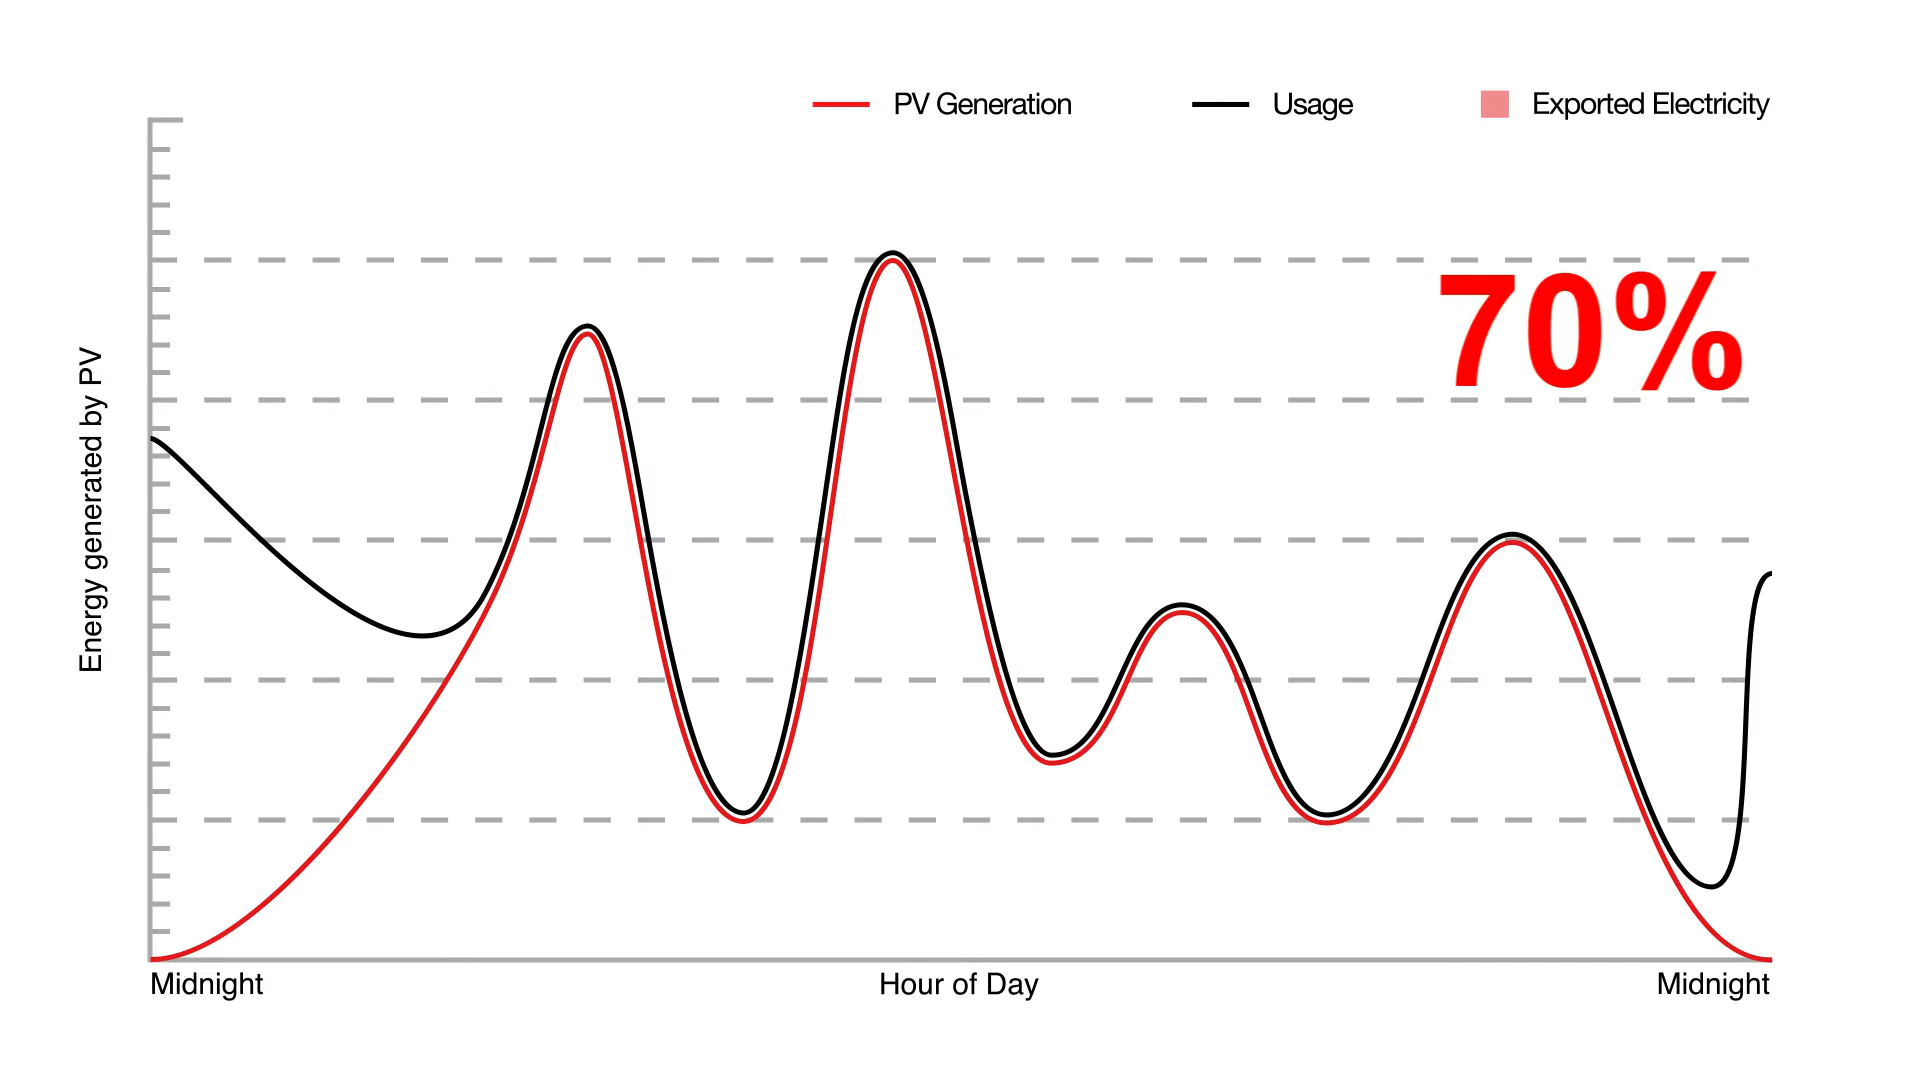 PV Generation
Usage
Exported Electricity
70%
Energy generated by PV
Midnight
Hour of Day
Midnight